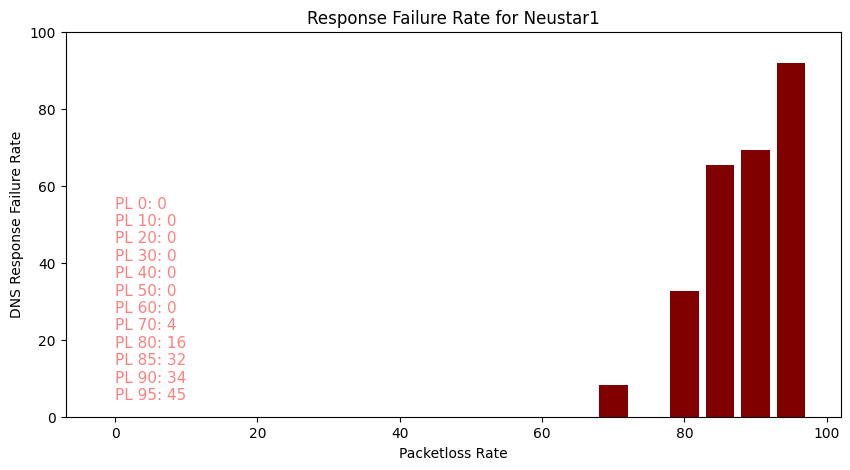 Response Failure Rate for Neustar1
100
80
60
40
20
0
DNS Response Failure Rate
PL 0: 0
PL 10: 0
PL 20: 0
PL 30: 0
PL 40: 0
PL 50: 0
PL 60: 0
PL 70: 4
PL 80: 16
PL 85: 32
PL 90: 34
PL 95: 45
0 20 40 60 80 100
Packetloss Rate